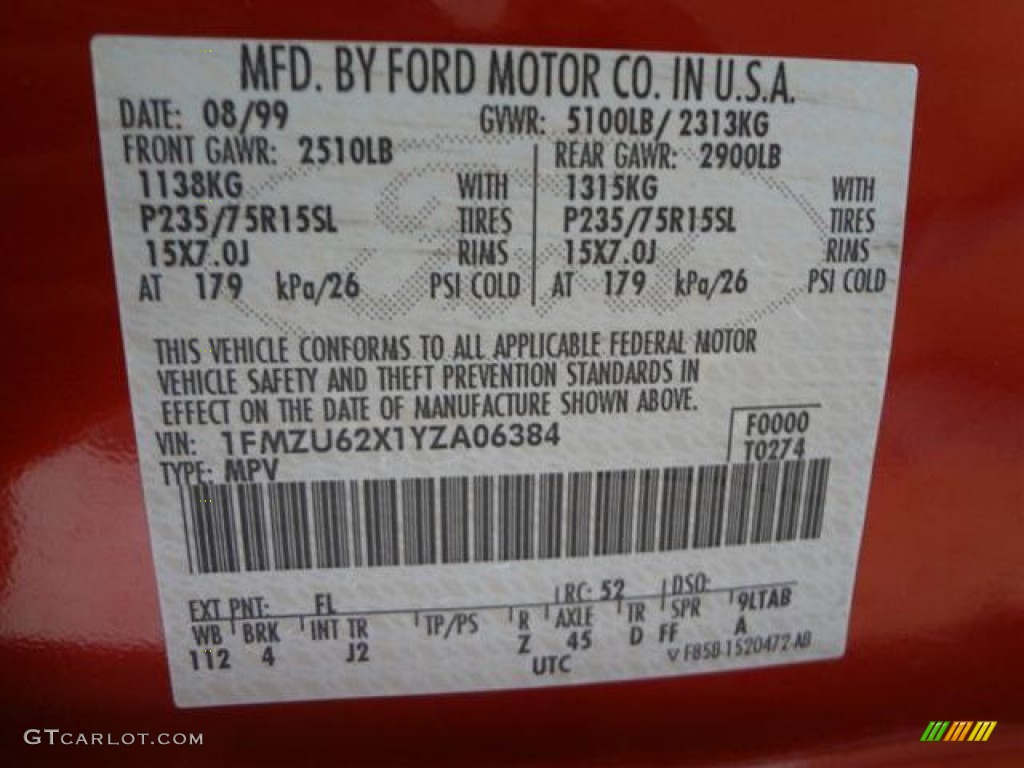 MFD. BY FORD MOTOR CO. IN U.S.A.
DATE: 08/99 GVWR: 5100LB/ 2313KG
FRONT GAWR: 2510LB REAR GAWR: 2900LB
1138KG WITH 1315KG WITH
P235/75R15SL TIRES P235/75R15SL TIRES
15X7.0J RIMS 15X7.0J RIMS
AT 179 kPa/26 PSI COLD AT 179 kPa/26 PSI COLD
THIS VEHICLE CONFORMS TO ALL APPLICABLE FEDERAL MOTOR
VEHICLE SAFETY AND THEFT PREVENTION STANDARDS IN
EFFECT ON THE DATE OF MANUFACTURE SHOWN ABOVE.
VIN: 1FMZU62X1YZA06384 F0000
TYPE: MPV T0274
EXT PNT: FL RC: 52 DSO:
WB BRK INT TR TP/PS R AXLE TR SPR 9LTAB
112 4 J2 Z 45 D FF A
UTC F85B-1520472-AB
GTCARLOT.COM